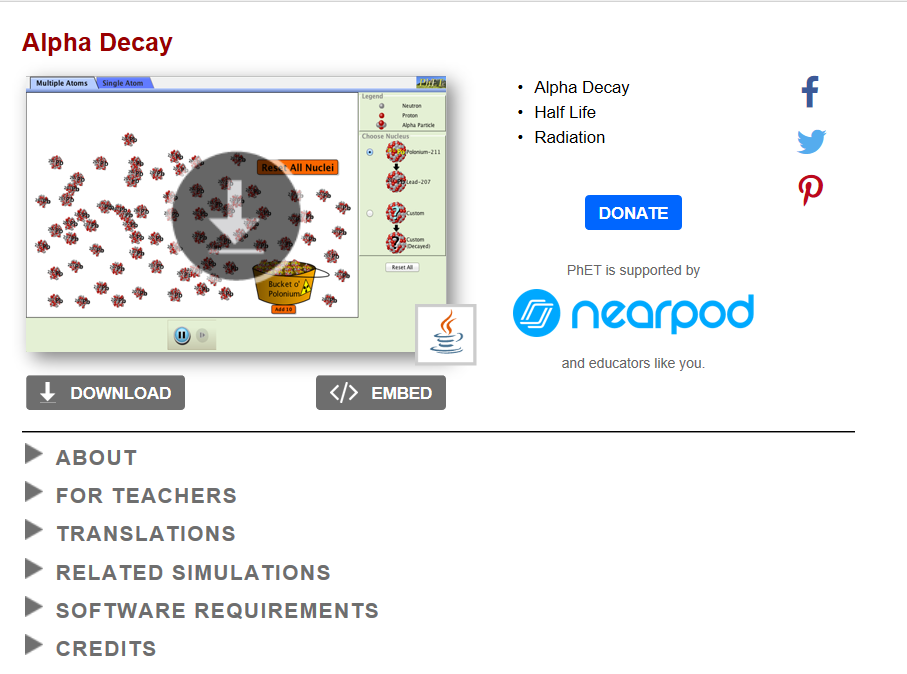 Alpha Decay
Multiple Atoms
Single Atom
Legend
Neutron
Proton
Alpha Particle
Choose Nucleus
Polonium-211
Lead-207
Custom
Custom
(Decayed)
Reset All
Reset All Nuclei
Bucket o'
Polonium
Add 10
• Alpha Decay
• Half Life
• Radiation
DONATE
PhET is supported by
nearpod
and educators like you.
DOWNLOAD
</> EMBED
ABOUT
FOR TEACHERS
TRANSLATIONS
RELATED SIMULATIONS
SOFTWARE REQUIREMENTS
CREDITS